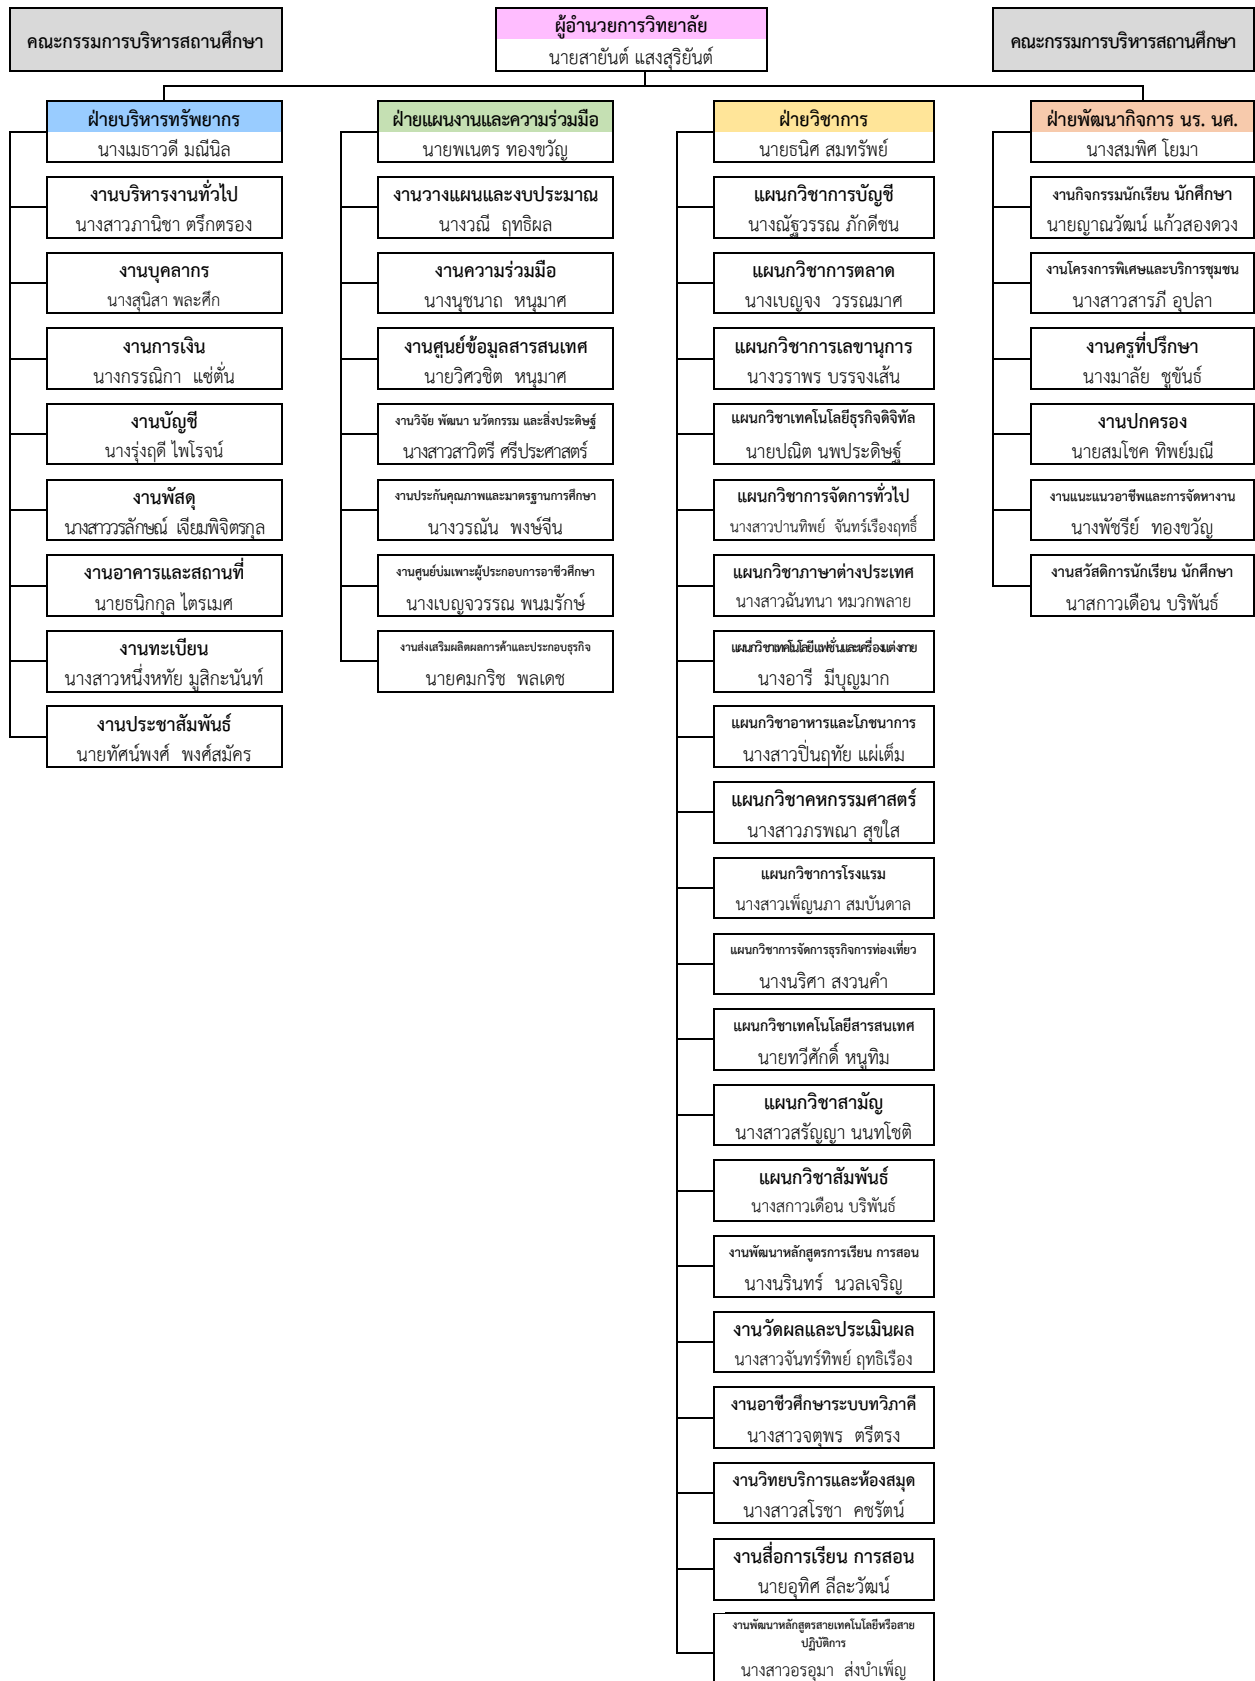 คณะกรรมการบริหารสถานศึกษา
ผู้อำนวยการวิทยาลัย
นายสายันต์ แสงสุริยันต์
คณะกรรมการบริหารสถานศึกษา
ฝ่ายบริหารทรัพยากร
นางเมธาวดี มณีนิล
งานบริหารงานทั่วไป
นางสาวภานิชา ตรึกตรอง
งานบุคลากร
นางสุนิสา พละศึก
งานการเงิน
นางกรรณิกา แซ่ตั่น
งานบัญชี
นางรุ่งฤดี ไพโรจน์
งานพัสดุ
นางสาววรลักษณ์ เจียมพิจิตรกุล
งานอาคารและสถานที่
นายธนิกกุล ไตรเมศ
งานทะเบียน
นางสาวหนึ่งหทัย มูสิกะนันท์
งานประชาสัมพันธ์
นายทัศน์พงศ์ พงศ์สมัคร
ฝ่ายแผนงานและความร่วมมือ
นายพเนตร ทองขวัญ
งานวางแผนและงบประมาณ
นางวณี ฤทธิผล
งานความร่วมมือ
นางนุชนาถ หนุมาศ
งานศูนย์ข้อมูลสารสนเทศ
นายวิศวชิต หนุมาศ
งานวิจัย พัฒนา นวัตกรรม และสิ่งประดิษฐ์
นางสาวสาวิตรี ศรีประศาสตร์
งานประกันคุณภาพและมาตรฐานการศึกษา
นางวรณัน พงษ์จีน
งานศูนย์บ่มเพาะผู้ประกอบการอาชีวศึกษา
นางเบญจวรรณ พนมรักษ์
งานส่งเสริมผลิตผลการค้าและประกอบธุรกิจ
นายคมกริช พลเดช
ฝ่ายวิชาการ
นายธนิศ สมทรัพย์
แผนกวิชาการบัญชี
นางณัฐวรรณ ภักดีชน
แผนกวิชาการตลาด
นางเบญจง วรรณมาศ
แผนกวิชาการเลขานุการ
นางวราพร บรรจงเส้น
แผนกวิชาเทคโนโลยีธุรกิจดิจิทัล
นายปณิต นพประดิษฐ์
แผนกวิชาการจัดการทั่วไป
นางสาวปานทิพย์ จันทร์เรืองฤทธิ์
แผนกวิชาภาษาต่างประเทศ
นางสาวฉันทนา หมวกพลาย
แผนกวิชาเทคโนโลยีแฟชั่นและเครื่องแต่งกาย
นางอารี มีบุญมาก
แผนกวิชาอาหารและโภชนาการ
นางสาวปิ่นฤทัย แผ่เต็ม
แผนกวิชาคหกรรมศาสตร์
นางสาวภรพณา สุขใส
แผนกวิชาการโรงแรม
นางสาวเพ็ญนภา สมบันดาล
แผนกวิชาการจัดการธุรกิจการท่องเที่ยว
นางนริศา สงวนคำ
แผนกวิชาเทคโนโลยีสารสนเทศ
นายทวีศักดิ์ หนูทิม
แผนกวิชาสามัญ
นางสาวสรัญญา นนทโชติ
แผนกวิชาสัมพันธ์
นางสกาวเดือน บริพันธ์
งานพัฒนาหลักสูตรการเรียน การสอน
นางนรินทร์ นวลเจริญ
งานวัดผลและประเมินผล
นางสาวจันทร์ทิพย์ ฤทธิเรือง
งานอาชีวศึกษาระบบทวิภาคี
นางสาวจตุพร ตรีตรง
งานวิทยบริการและห้องสมุด
นางสาวสโรชา คชรัตน์
งานสื่อการเรียน การสอน
นายอุทิศ ลีละวัฒน์
งานพัฒนาหลักสูตรสายเทคโนโลยีหรือสาย
ปฏิบัติการ
นางสาวอรอุมา ส่งบำเพ็ญ
ฝ่ายพัฒนากิจการ นร. นศ.
นางสมพิศ โยมา
งานกิจกรรมนักเรียน นักศึกษา
นายญาณวัฒน์ แก้วสองดวง
งานโครงการพิเศษและบริการชุมชน
นางสาวสารภี อุปลา
งานครูที่ปรึกษา
นางมาลัย ชูขันธ์
งานปกครอง
นายสมโชค ทิพย์มณี
งานแนะแนวอาชีพและการจัดหางาน
นางพัชรีย์ ทองขวัญ
งานสวัสดิการนักเรียน นักศึกษา
นาสกาวเดือน บริพันธ์